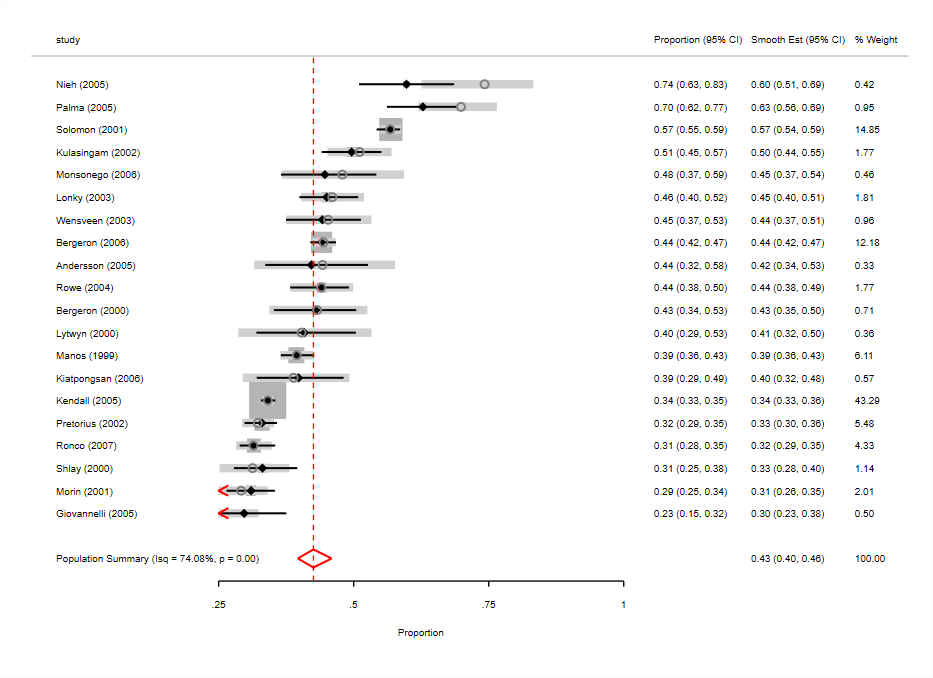 study Proportion (95% CI) Smooth Est (95% CI) % Weight
Nieh (2005) 0.74 (0.63, 0.83) 0.60 (0.51, 0.69) 0.42
Palma (2005) 0.70 (0.62, 0.77) 0.63 (0.56, 0.69) 0.95
Solomon (2001) 0.57 (0.55, 0.59) 0.57 (0.54, 0.59) 14.85
Kulasingam (2002) 0.51 (0.45, 0.57) 0.50 (0.44, 0.55) 1.77
Monsonego (2006) 0.48 (0.37, 0.59) 0.45 (0.37, 0.54) 0.46
Lonky (2003) 0.46 (0.40, 0.52) 0.45 (0.40, 0.51) 1.81
Wensveen (2003) 0.45 (0.37, 0.53) 0.44 (0.37, 0.51) 0.96
Bergeron (2006) 0.44 (0.42, 0.47) 0.44 (0.42, 0.47) 12.18
Andersson (2005) 0.44 (0.32, 0.58) 0.42 (0.34, 0.53) 0.33
Rowe (2004) 0.44 (0.38, 0.50) 0.44 (0.38, 0.49) 1.77
Bergeron (2000) 0.43 (0.34, 0.53) 0.43 (0.35, 0.50) 0.71
Lytwyn (2000) 0.40 (0.29, 0.53) 0.41 (0.32, 0.50) 0.36
Manos (1999) 0.39 (0.36, 0.43) 0.39 (0.36, 0.43) 6.11
Kiatpongsan (2006) 0.39 (0.29, 0.49) 0.40 (0.32, 0.48) 0.57
Kendall (2005) 0.34 (0.33, 0.35) 0.34 (0.33, 0.36) 43.29
Pretorius (2002) 0.32 (0.29, 0.35) 0.33 (0.30, 0.36) 5.48
Ronco (2007) 0.31 (0.28, 0.35) 0.32 (0.29, 0.35) 4.33
Shlay (2000) 0.31 (0.25, 0.38) 0.33 (0.28, 0.40) 1.14
Morin (2001) 0.29 (0.25, 0.34) 0.31 (0.26, 0.35) 2.01
Giovannelli (2005) 0.23 (0.15, 0.32) 0.30 (0.23, 0.38) 0.50
Population Summary (Isq = 74.08%, p = 0.00) 0.43 (0.40, 0.46) 100.00
.25 .5 .75 1
Proportion